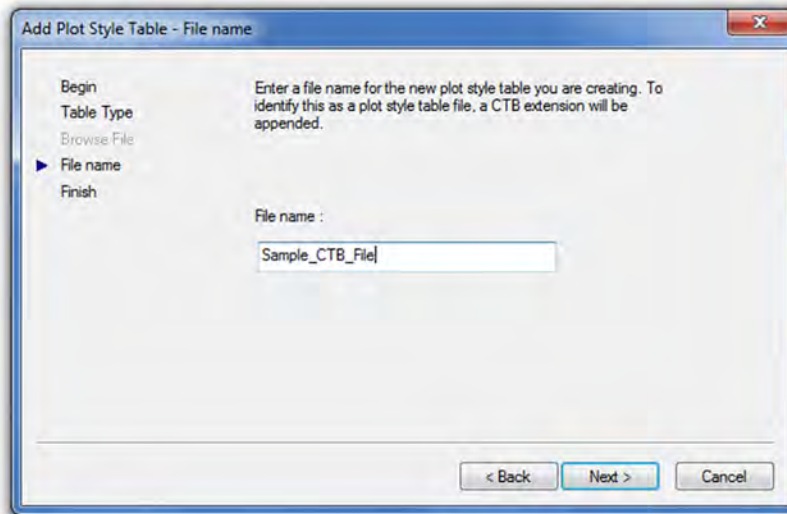 Add Plot Style Table - File name
Begin
Table Type
Browse File
File name
Finish
Enter a file name for the new plot style table you are creating. To
identify this as a plot style table file, a CTB extension will be
appended.
File name :
Sample_CTB_File
< Back
Next >
Cancel